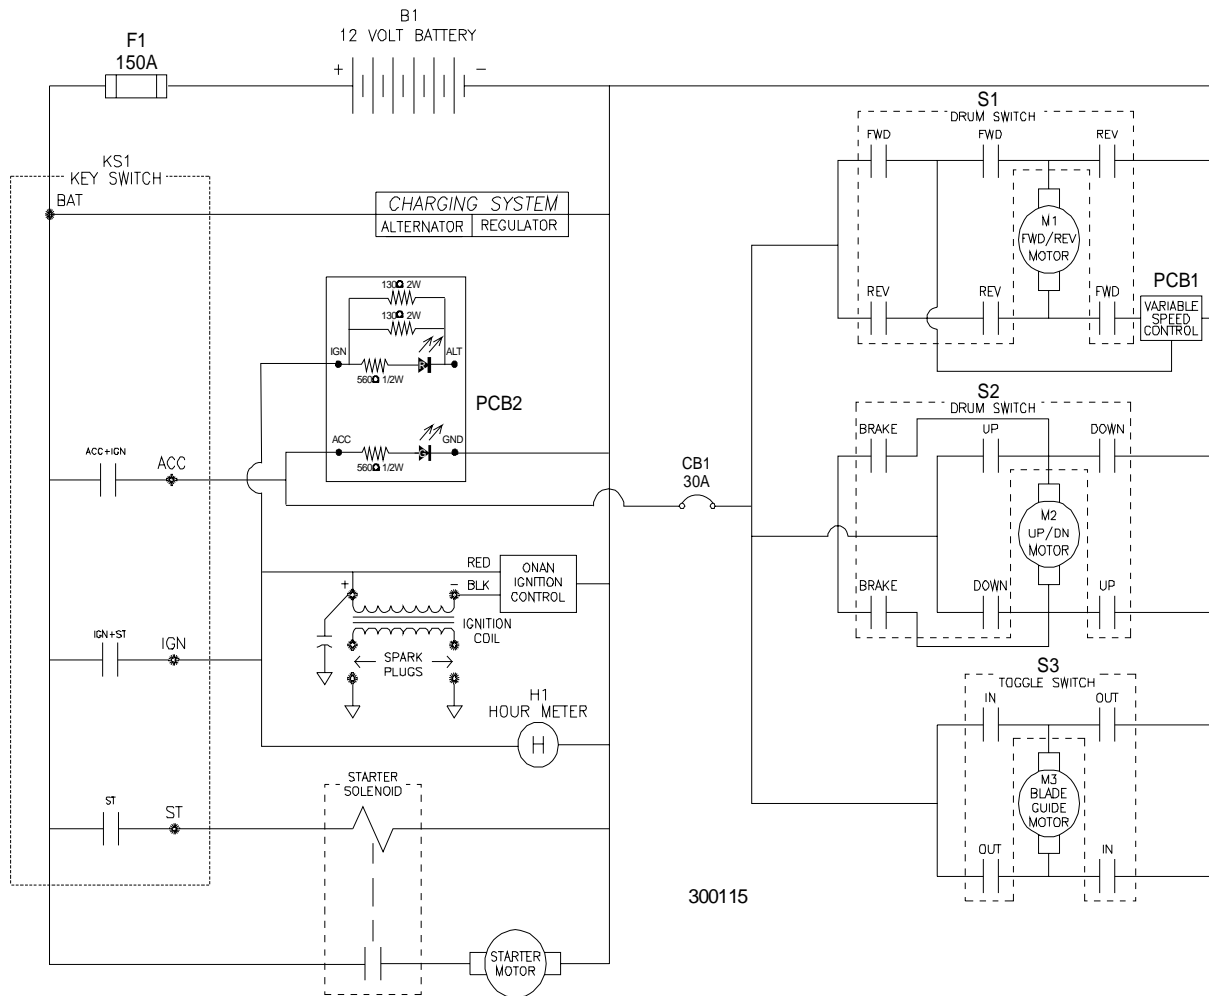 B1
12 VOLT BATTERY
F1
150A
+
−
S1
DRUM SWITCH
FWD
FWD
REV
KS1
KEY SWITCH
BAT
CHARGING SYSTEM
ALTERNATOR
REGULATOR
M1
FWD/REV
MOTOR
PCB1
VARIABLE
SPEED
CONTROL
REV
REV
FWD
130Ω 2W
130Ω 2W
IGN
R
ALT
560Ω 1/2W
PCB2
ACC
G
GND
560Ω 1/2W
S2
DRUM SWITCH
BRAKE
UP
DOWN
ACC+IGN
ACC
CB1
30A
M2
UP/DN
MOTOR
BRAKE
DOWN
UP
RED
BLK
ONAN
IGNITION
CONTROL
+
−
IGNITION
COIL
IGN+ST
IGN
SPARK
PLUGS
H1
HOUR METER
H
S3
TOGGLE SWITCH
IN
OUT
M3
BLADE
GUIDE
MOTOR
OUT
IN
STARTER
SOLENOID
ST
ST
300115
STARTER
MOTOR